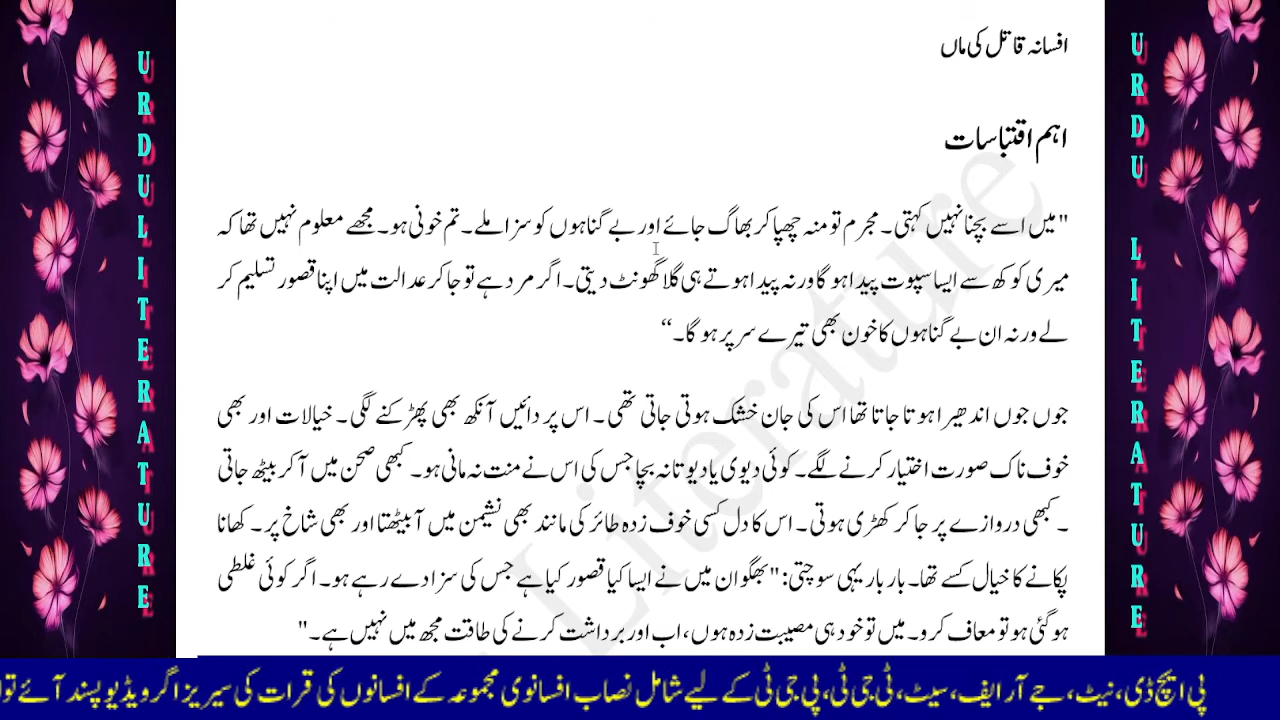 افسانہ قاتل کی ماں
اہم اقتباسات
"میں اسے بچنا نہیں کہتی۔ مجرم تو منہ چھپا کر بھاگ جائے اور بے گناہوں کو سزا ملے۔ تم خونی ہو۔ مجھے معلوم نہیں تھا کہ
میری کوکھ سے ایسا سپوت پیدا ہو گا ورنہ پیدا ہوتے ہی گلا گھونٹ دیتی۔ اگر مرد ہے تو جا کر عدالت میں اپنا قصور تسلیم کر
لے ورنہ ان بے گناہوں کا خون بھی تیرے سر پر ہو گا۔“
جوں جوں اندھیرا ہوتا جاتا تھا اس کی جان خشک ہوتی جاتی تھی۔ اس پر دائیں آنکھ بھی پھڑکنے لگی۔ خیالات اور بھی
خوف ناک صورت اختیار کرنے لگے۔ کوئی دیوی یا دیوتا نہ بچا جس کی اس نے منت نہ مانی ہو۔ کبھی صحن میں آکر بیٹھ جاتی
۔ کبھی دروازے پر جا کر کھڑی ہوتی۔ اس کا دل کسی خوف زدہ طائر کی مانند بھی نشیمن میں آ بیٹھتا اور بھی شاخ پر۔ کھانا
پکانے کا خیال کسے تھا۔ بار بار یہی سوچتی: "بھگوان میں نے ایسا کیا قصور کیا ہے جس کی سزا دے رہے ہو۔ اگر کوئی غلطی
ہو گئی ہو تو معاف کرو۔ میں تو خود ہی مصیبت زدہ ہوں، اب اور برداشت کرنے کی طاقت مجھ میں نہیں ہے۔"
پی ایچ ڈی، نیٹ، جے آر ایف، سیٹ، ٹی جی ٹی، پی جی ٹی کے لیے شامل نصاب افسانوی مجموعہ کے افسانوں کی قرات کی سیریز اگر ویڈیو پسند آئے تو
URDU LITERATURE
URDU LITERATURE
Literature